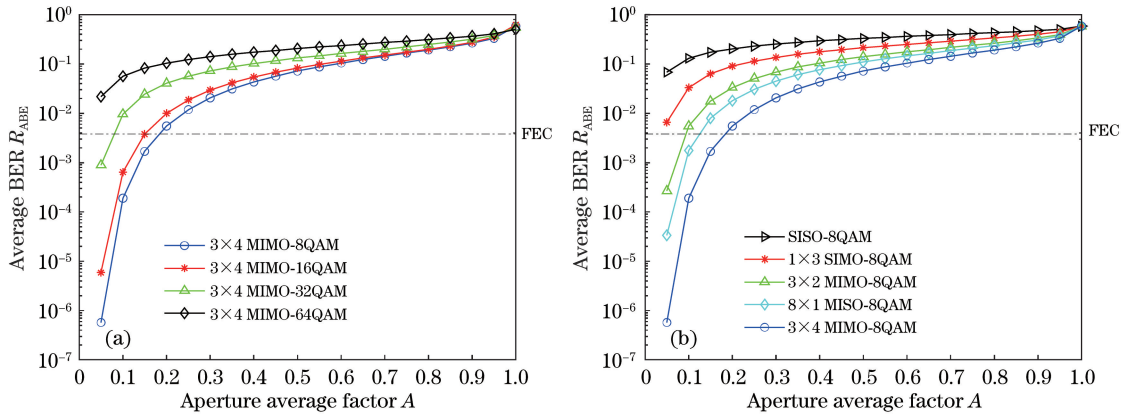 10⁰
10⁻¹
10⁻²
10⁻³
10⁻⁴
10⁻⁵
10⁻⁶
10⁻⁷
Average BER R_ABE
FEC
3×4 MIMO-8QAM
3×4 MIMO-16QAM
3×4 MIMO-32QAM
3×4 MIMO-64QAM
(a)
0 0.1 0.2 0.3 0.4 0.5 0.6 0.7 0.8 0.9 1.0
Aperture average factor A
10⁰
10⁻¹
10⁻²
10⁻³
10⁻⁴
10⁻⁵
10⁻⁶
10⁻⁷
Average BER R_ABE
FEC
SISO-8QAM
1×3 SIMO-8QAM
3×2 MIMO-8QAM
8×1 MISO-8QAM
3×4 MIMO-8QAM
(b)
0 0.1 0.2 0.3 0.4 0.5 0.6 0.7 0.8 0.9 1.0
Aperture average factor A